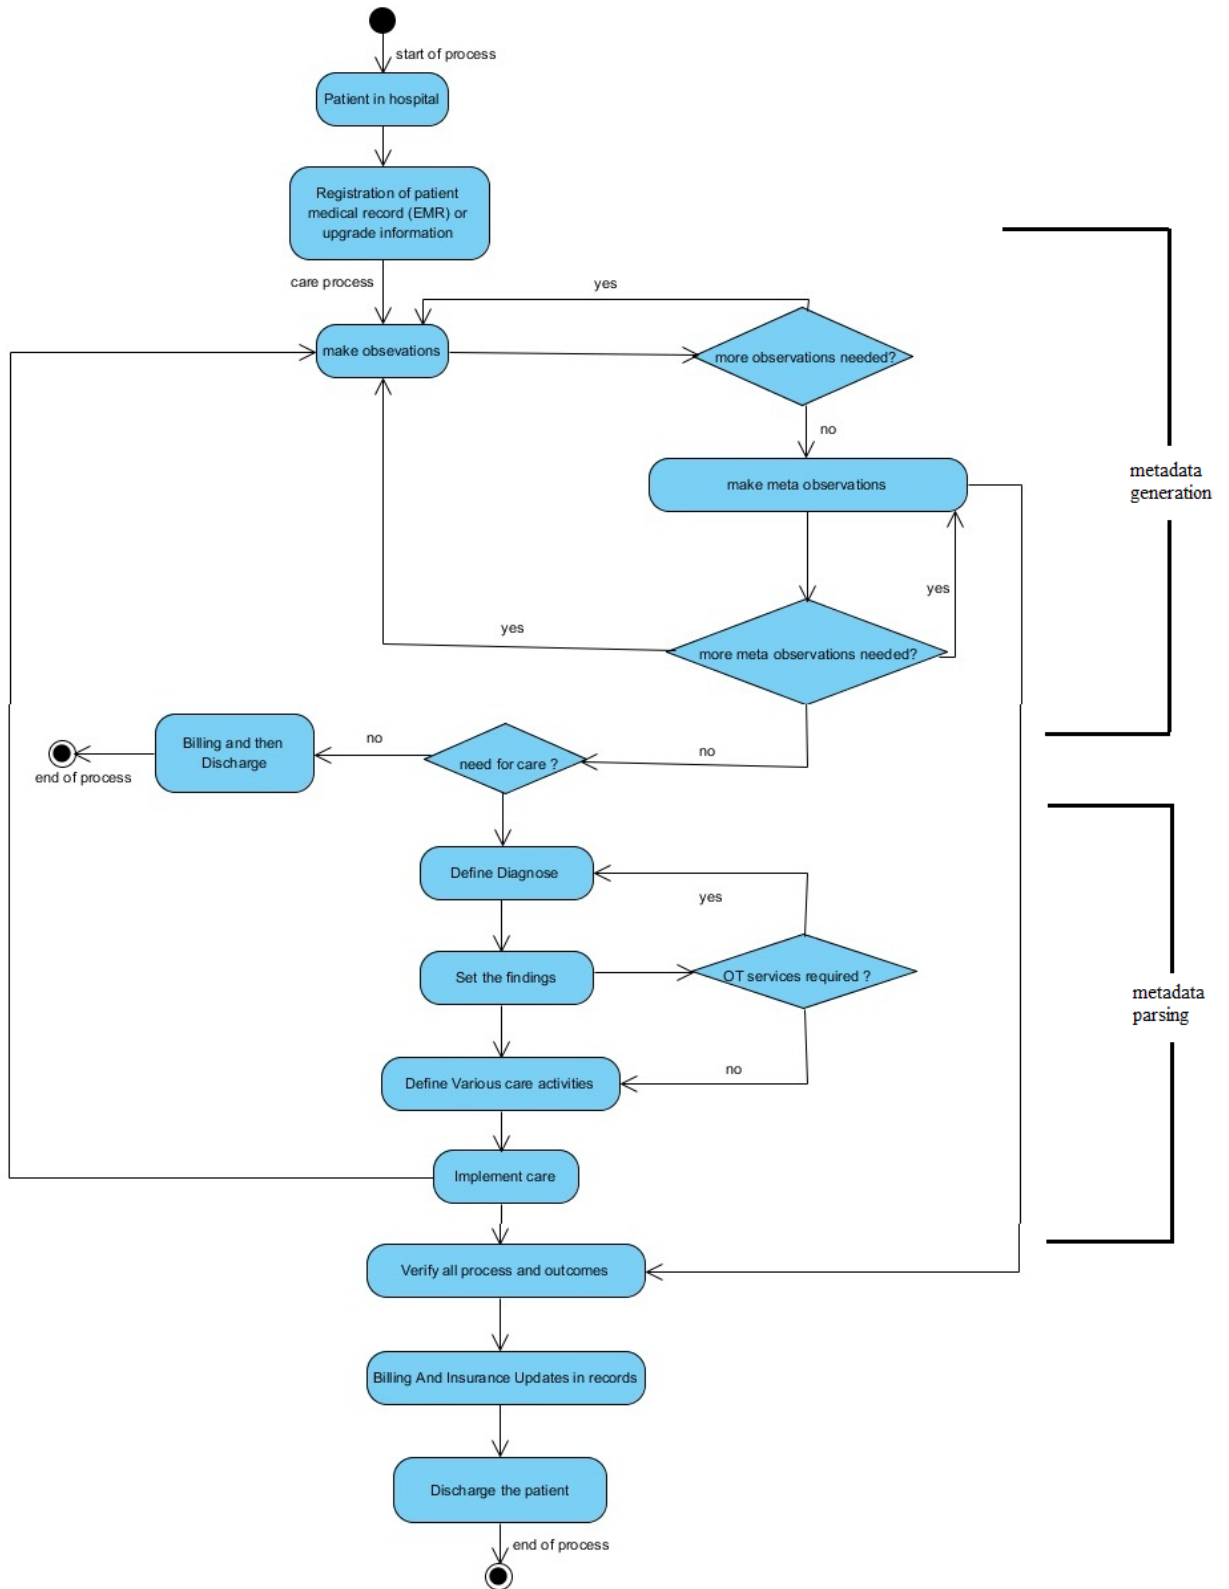 start of process
Patient in hospital
Registration of patient
medical record (EMR) or
upgrade information
care process
yes
make obsevations
more observations needed?
no
make meta observations
metadata
generation
yes
yes
more meta observations needed?
Billing and then
Discharge
no
need for care ?
no
end of process
Define Diagnose
yes
Set the findings
OT services required ?
metadata
parsing
Define Various care activities
no
Implement care
Verify all process and outcomes
Billing And Insurance Updates in records
Discharge the patient
end of process